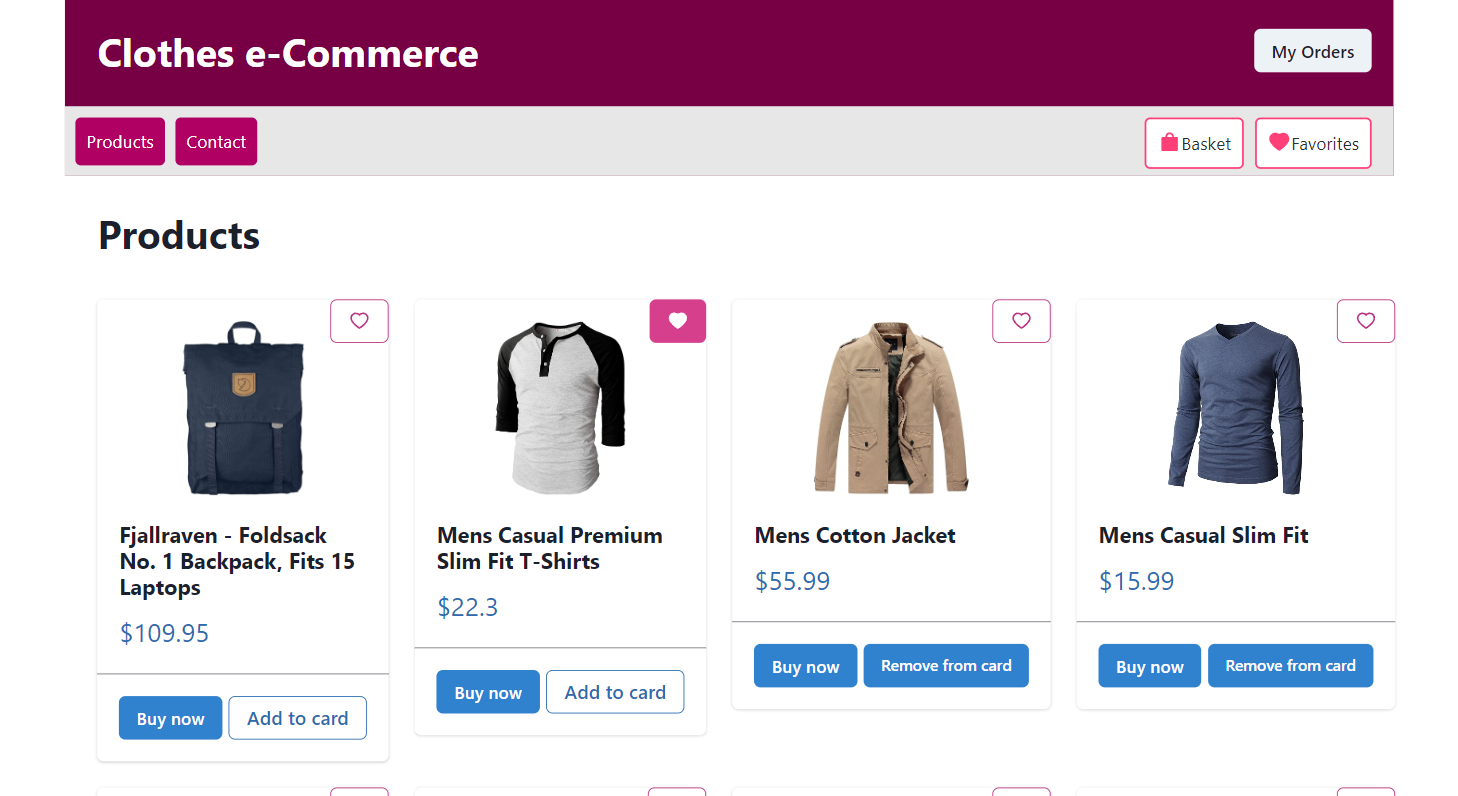 Clothes e-Commerce
My Orders
Products
Contact
Basket
Favorites
Products
Fjallraven - Foldsack
No. 1 Backpack, Fits 15
Laptops
$109.95
Buy now
Add to card
Mens Casual Premium
Slim Fit T-Shirts
$22.3
Buy now
Add to card
Mens Cotton Jacket
$55.99
Buy now
Remove from card
Mens Casual Slim Fit
$15.99
Buy now
Remove from card